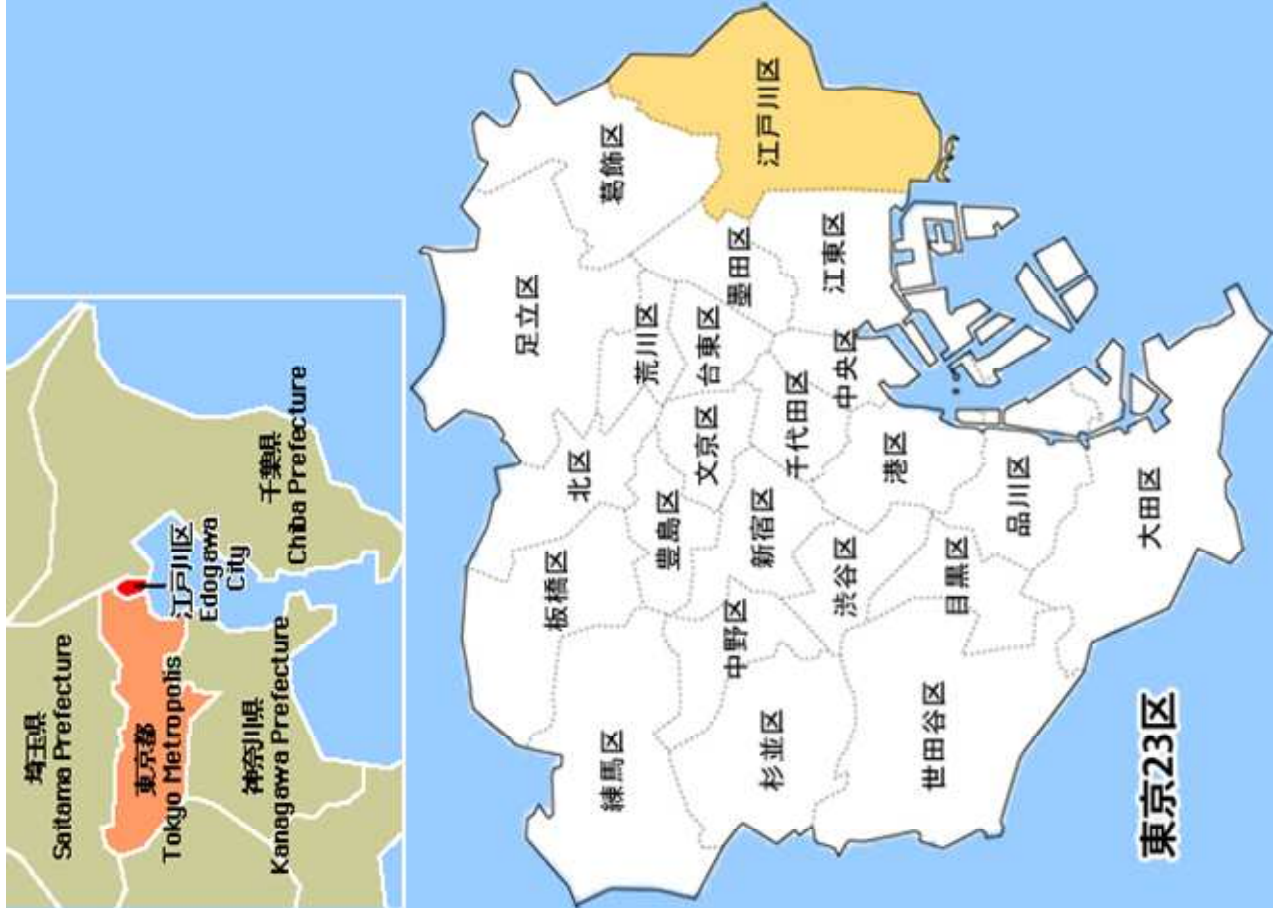 埼玉県
Saitama Prefecture
東京都
Tokyo Metropolis
江戸川区
Edogawa
City
神奈川県
Kanagawa Prefecture
千葉県
Chiba Prefecture
足立区
葛飾区
北区
板橋区
荒川区
練馬区
豊島区
文京区
台東区
墨田区
江戸川区
中野区
新宿区
千代田区
江東区
杉並区
渋谷区
中央区
港区
世田谷区
目黒区
品川区
大田区
東京23区